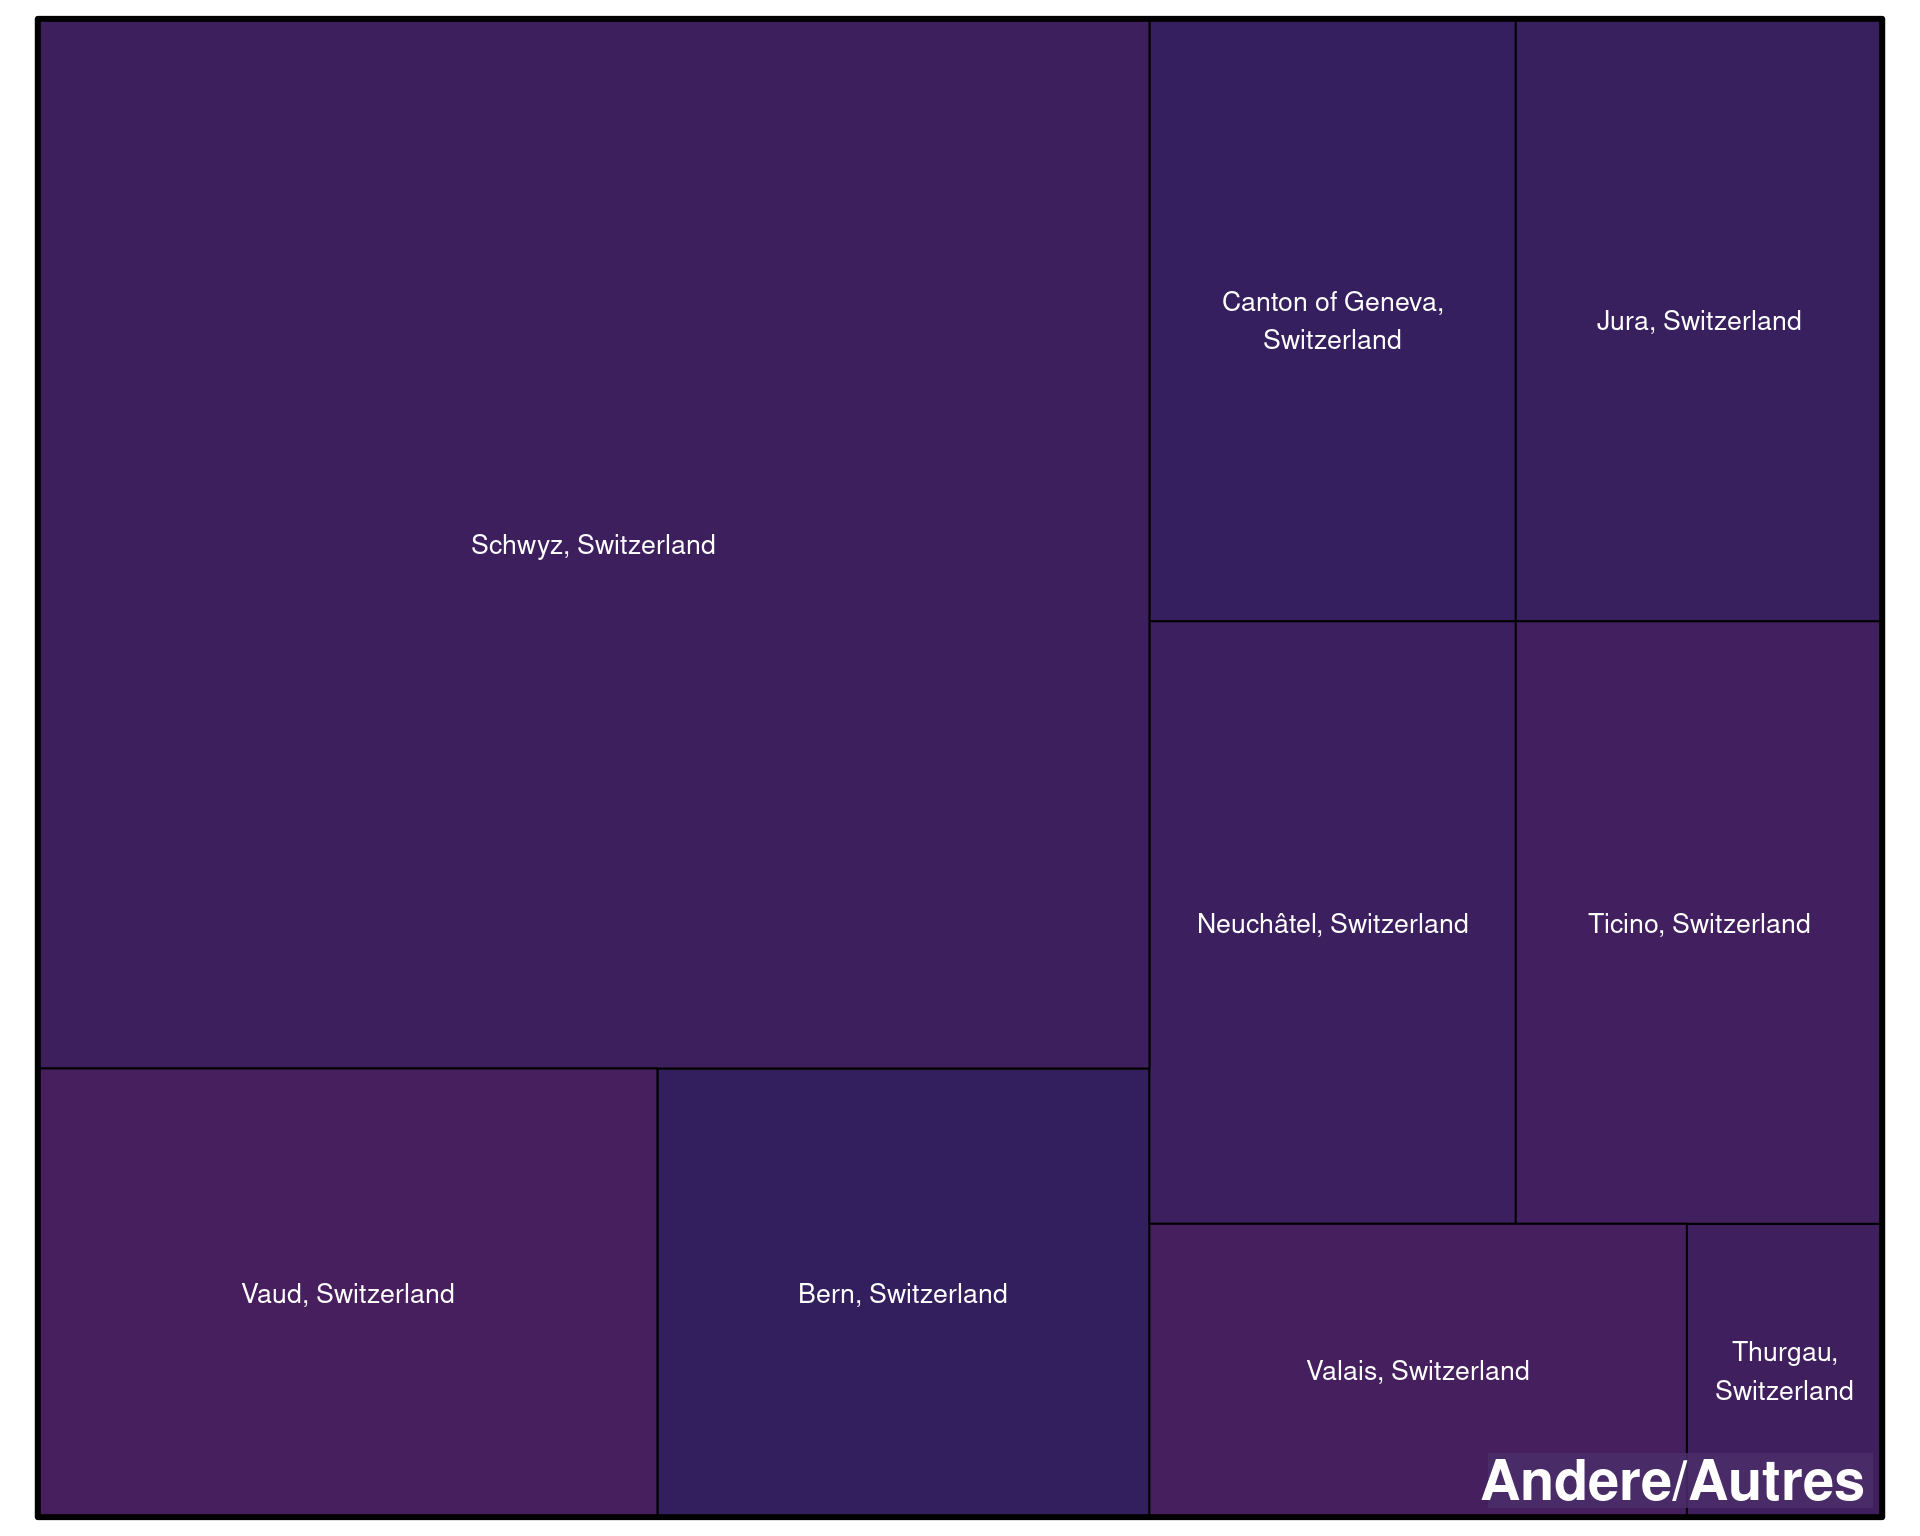 Schwyz, Switzerland
Canton of Geneva,
Switzerland
Jura, Switzerland
Neuchâtel, Switzerland
Ticino, Switzerland
Vaud, Switzerland
Bern, Switzerland
Valais, Switzerland
Thurgau,
Switzerland
Andere/Autres